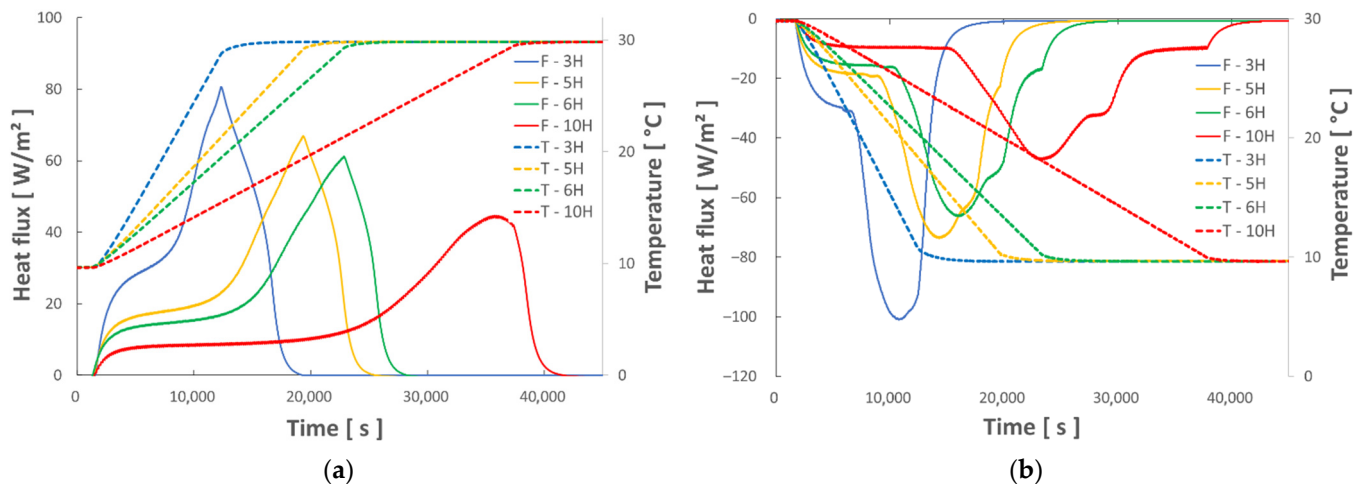 100
80
60
40
20
0
30
20
10
0
0
10,000
20,000
30,000
40,000
Heat flux [ W/m² ]
Temperature [ °C ]
Time [ s ]
F - 3H
F - 5H
F - 6H
F - 10H
T - 3H
T - 5H
T - 6H
T - 10H
(a)
0
−20
−40
−60
−80
−100
−120
30
20
10
0
0
10,000
20,000
30,000
40,000
Heat flux [ W/m² ]
Temperature [ °C ]
Time [ s ]
F - 3H
F - 5H
F - 6H
F - 10H
T - 3H
T - 5H
T - 6H
T - 10H
(b)